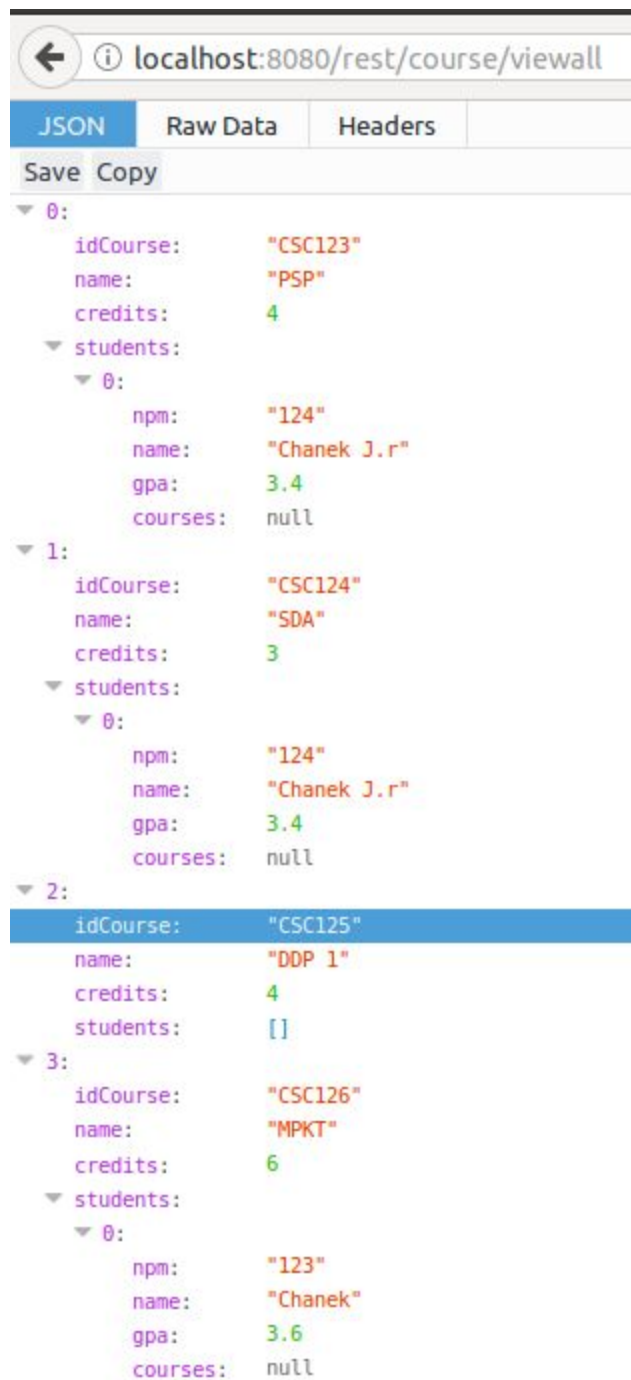 localhost:8080/rest/course/viewall
JSON Raw Data Headers
Save Copy
0:
idCourse: "CSC123"
name: "PSP"
credits: 4
students:
0:
npm: "124"
name: "Chanek J.r"
gpa: 3.4
courses: null
1:
idCourse: "CSC124"
name: "SDA"
credits: 3
students:
0:
npm: "124"
name: "Chanek J.r"
gpa: 3.4
courses: null
2:
idCourse: "CSC125"
name: "DDP 1"
credits: 4
students: []
3:
idCourse: "CSC126"
name: "MPKT"
credits: 6
students:
0:
npm: "123"
name: "Chanek"
gpa: 3.6
courses: null